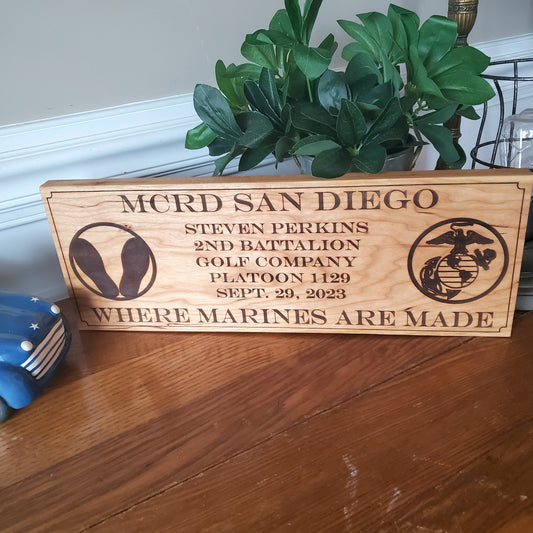 MCRD SAN DIEGO
STEVEN PERKINS
2ND BATTALION
GOLF COMPANY
PLATOON 1129
SEPT. 29, 2023
WHERE MARINES ARE MADE